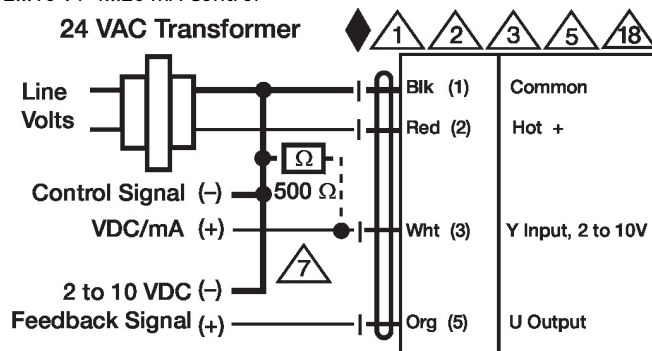 24 VAC Transformer
1 2 3 5 18
Line
Volts
Blk (1) Common
Red (2) Hot +
Ω
500 Ω
Control Signal (–)
VDC/mA (+)
Wht (3) Y Input, 2 to 10V
7
2 to 10 VDC (–)
Feedback Signal (+)
Org (5) U Output